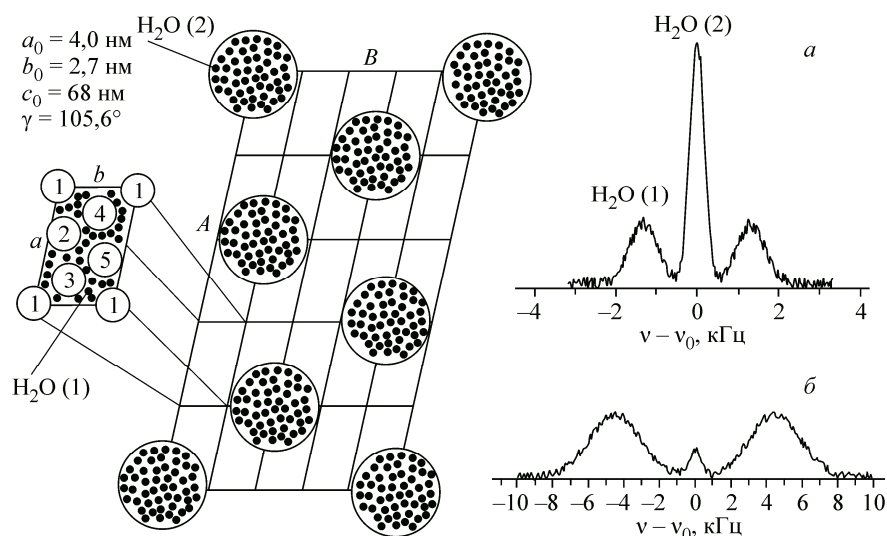 H₂O (2)
a₀ = 4,0 нм
b₀ = 2,7 нм
c₀ = 68 нм
γ = 105,6°
B
A
b
a
1
1
4
2
5
3
1
1
H₂O (1)
H₂O (2)
а
H₂O (1)
–4
–2
0
2
4
ν – ν₀, кГц
б
–10
–8
–6
–4
–2
0
2
4
6
8
10
ν – ν₀, кГц